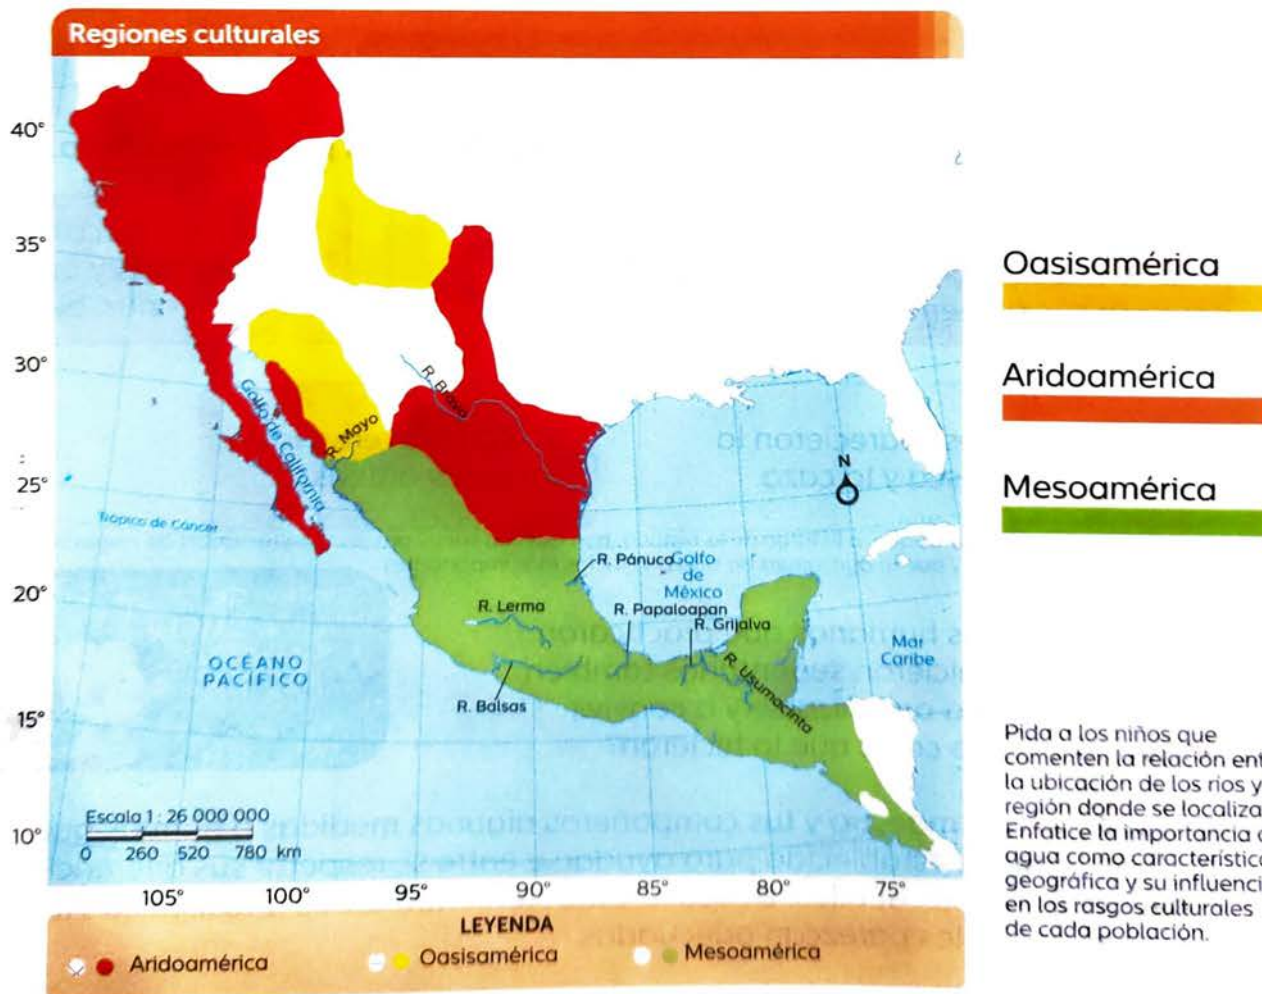 Regiones culturales
40°
35°
30°
25°
20°
15°
10°
R. Bravo
Golfo de California
R. Mayo
Trópico de Cáncer
N
R. Pánuco
Golfo
de
México
R. Lerma
R. Papaloapan
R. Grijalva
R. Usumacinta
Mar
Caribe
OCÉANO
PACÍFICO
R. Balsas
Escala 1 : 26 000 000
0 260 520 780 km
105° 100° 95° 90° 85° 80° 75°
LEYENDA
Aridoamérica Oasisamérica Mesoamérica
Oasisamérica
Aridoamérica
Mesoamérica
Pida a los niños que
comenten la relación ent
la ubicación de los ríos y
región donde se localiza
Enfatice la importancia
agua como característic
geográfica y su influenci
en los rasgos culturales
de cada población.